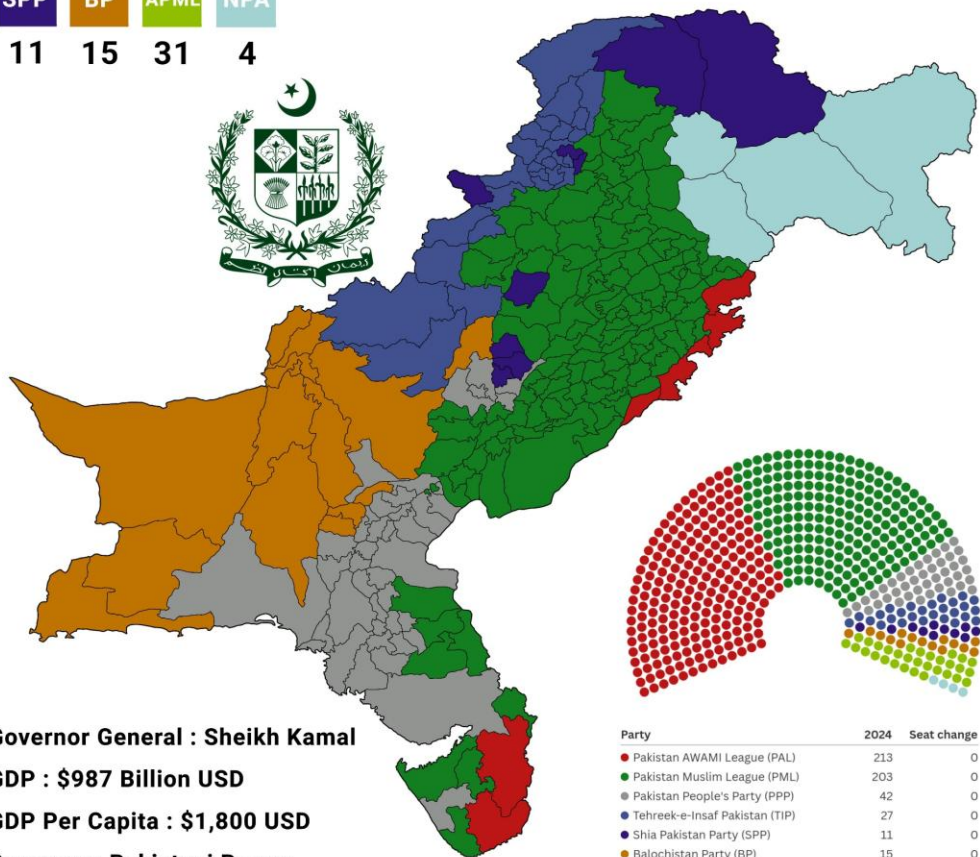 SPP BP APML NPA
11 15 31 4
Governor General : Sheikh Kamal
GDP : $987 Billion USD
GDP Per Capita : $1,800 USD
Party 2024 Seat change
Pakistan AWAMI League (PAL) 213 0
Pakistan Muslim League (PML) 203 0
Pakistan People's Party (PPP) 42 0
Tehreek-e-Insaf Pakistan (TIP) 27 0
Shia Pakistan Party (SPP) 11 0
Balochistan Party (BP) 15 0